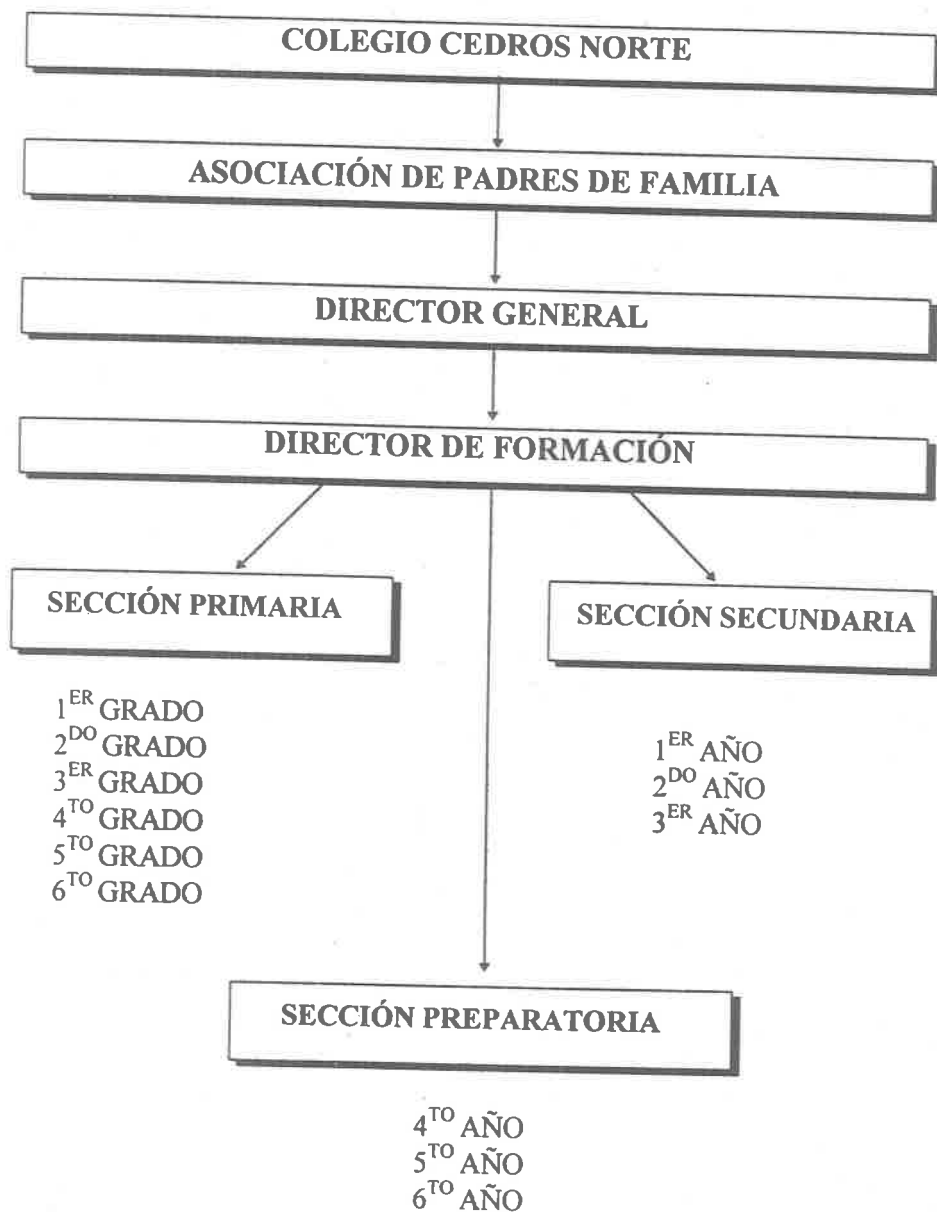 COLEGIO CEDROS NORTE
ASOCIACIÓN DE PADRES DE FAMILIA
DIRECTOR GENERAL
DIRECTOR DE FORMACIÓN
SECCIÓN PRIMARIA
1ER GRADO
2DO GRADO
3ER GRADO
4TO GRADO
5TO GRADO
6TO GRADO
SECCIÓN SECUNDARIA
1ER AÑO
2DO AÑO
3ER AÑO
SECCIÓN PREPARATORIA
4TO AÑO
5TO AÑO
6TO AÑO